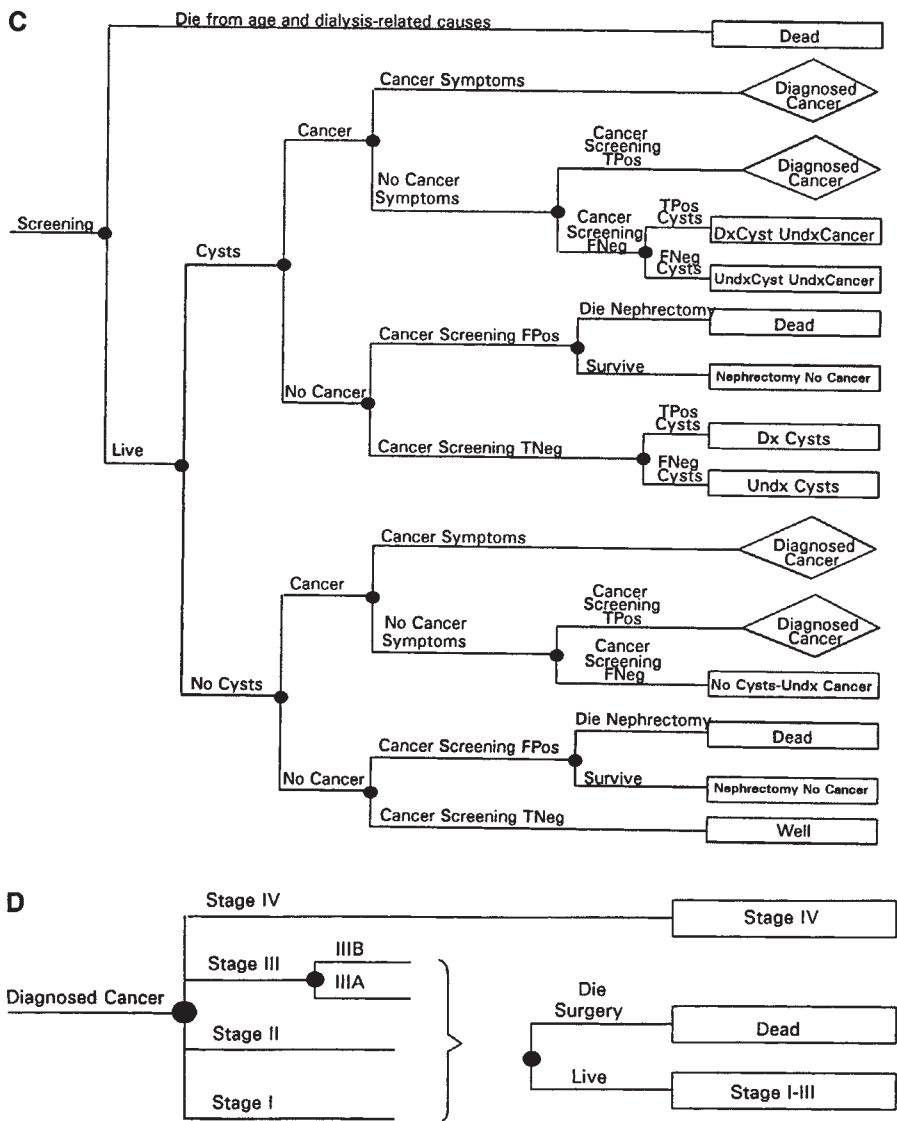 C
Die from age and dialysis-related causes
Dead
Cancer Symptoms
Diagnosed
Cancer
Cancer
Cancer
Screening
TPos
Diagnosed
Cancer
No Cancer
Symptoms
TPos
Cysts
Cancer
Screening
FNeg
DxCyst UndxCancer
FNeg
Cysts
UndxCyst UndxCancer
Screening
Cysts
Die Nephrectomy
Dead
Cancer Screening FPos
Survive
Nephrectomy No Cancer
No Cancer
TPos
Cysts
Dx Cysts
Cancer Screening TNeg
FNeg
Cysts
Undx Cysts
Live
Cancer Symptoms
Diagnosed
Cancer
Cancer
Cancer
Screening
TPos
Diagnosed
Cancer
No Cancer
Symptoms
Cancer
Screening
FNeg
No Cysts-Undx Cancer
No Cysts
Die Nephrectomy
Dead
Cancer Screening FPos
Survive
Nephrectomy No Cancer
No Cancer
Cancer Screening TNeg
Well
D
Stage IV
Stage IV
Stage III
IIIB
IIIA
Diagnosed Cancer
Stage II
Stage I
Die
Surgery
Dead
Live
Stage I-III